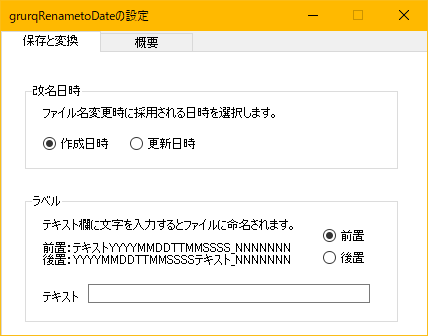 grurqRenametoDateの設定
保存と変換 概要
改名日時
ファイル名変更時に採用される日時を選択します。
作成日時 更新日時
ラベル
テキスト欄に文字を入力するとファイルに命名されます。
前置
前置：テキストYYYYMMDDTTMMSSSS_NNNNNNN
後置：YYYYMMDDTTMMSSSSテキスト_NNNNNNN
後置
テキスト